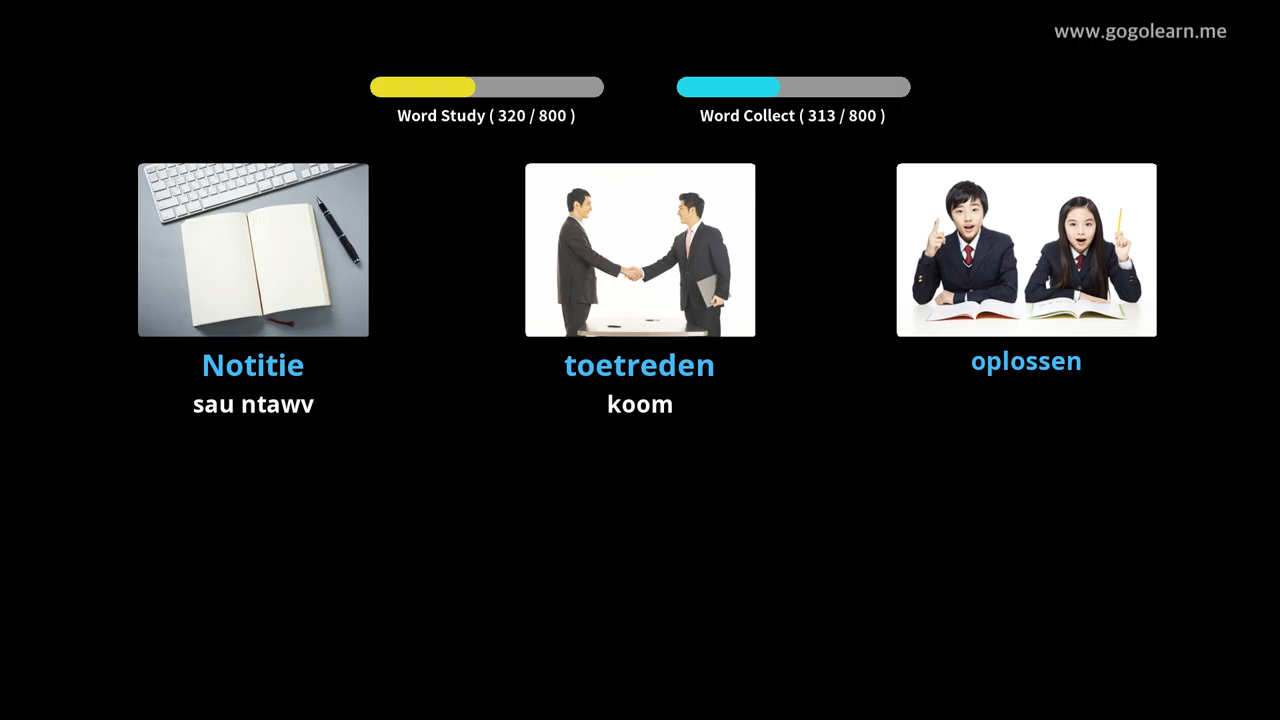 www.gogolearn.me
Word Study ( 320 / 800 )
Word Collect ( 313 / 800 )
Notitie
sau ntawv
toetreden
koom
oplossen